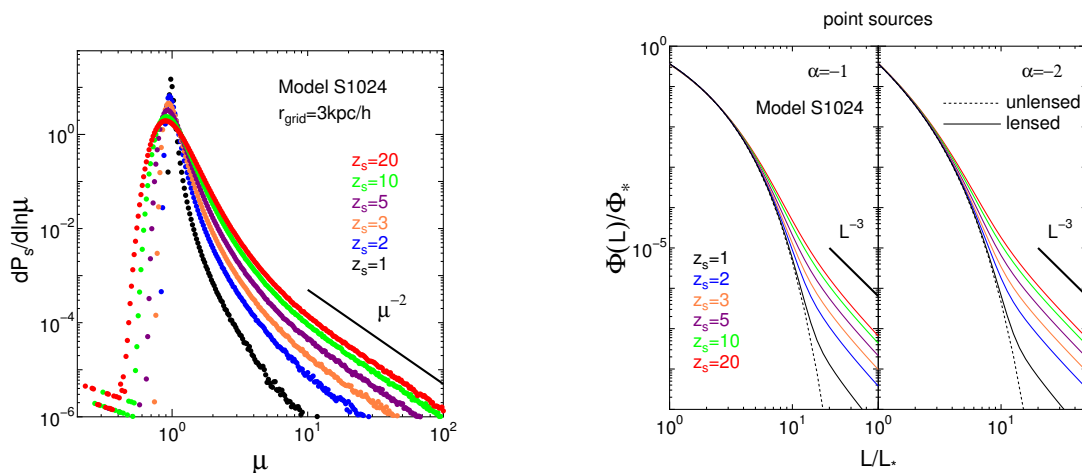 Model S1024
r_grid=3kpc/h
z_s=20
z_s=10
z_s=5
z_s=3
z_s=2
z_s=1
μ^-2
dP_s/dlnμ
10^0
10^-2
10^-4
10^-6
10^0
10^1
10^2
μ
point sources
α=-1
Model S1024
α=-2
unlensed
lensed
L^-3
L^-3
z_s=1
z_s=2
z_s=3
z_s=5
z_s=10
z_s=20
Φ(L)/Φ_*
10^0
10^-5
10^0
10^1
10^0
10^1
L/L_*